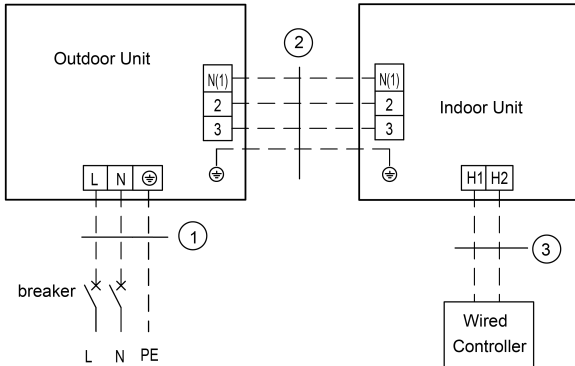 Outdoor Unit
2
N(1)
2
3
N(1)
2
3
Indoor Unit
L N
H1 H2
1
3
breaker
L N PE
Wired
Controller